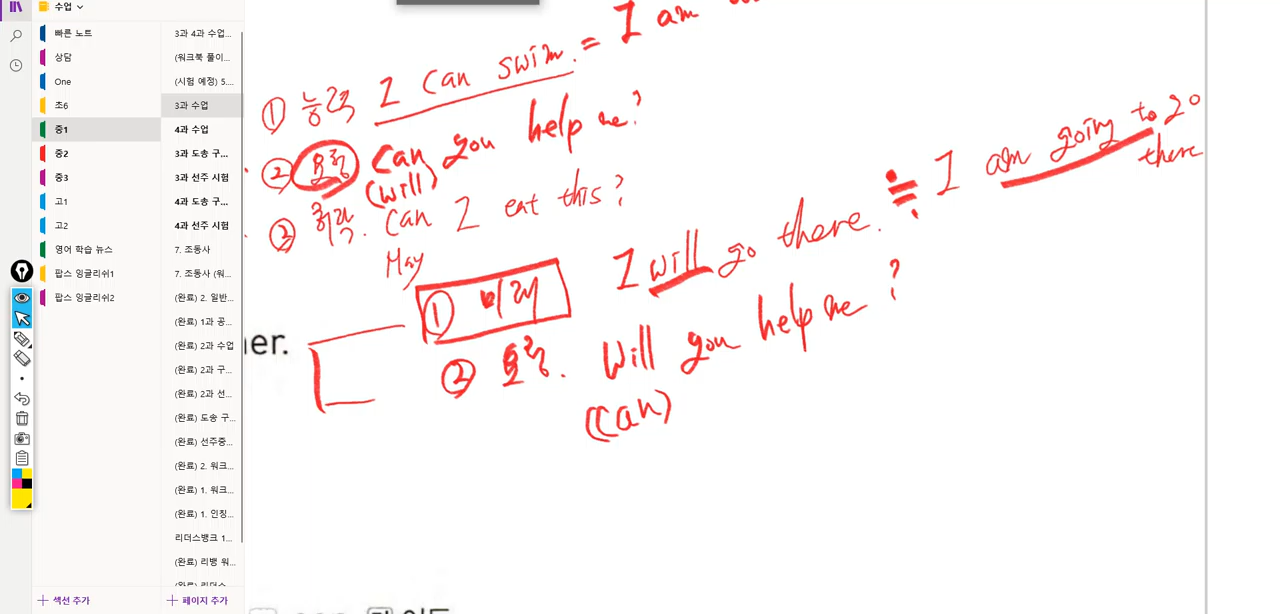 수업
빠른 노트
상담
One
초6
중1
중2
중3
고1
고2
영어 학습 뉴스
팝스 잉글리쉬1
팝스 잉글리쉬2
섹션 추가
3과 4과 수업...
(워크북 풀이...
(시험 예정) 5....
3과 수업
4과 수업
3과 도송 구...
3과 선주 시험
4과 도송 구...
4과 선주 시험
7. 조동사
7. 조동사 (워...
(완료) 2. 일반...
(완료) 1과 공...
(완료) 2과 수업
(완료) 2과 구...
(완료) 2과 선...
(완료) 도송 구...
(완료) 선주중...
(완료) 2. 워크...
(완료) 1. 워크...
(완료) 1. 인칭...
리더스뱅크 1...
(완료) 리뱅 워...
페이지 추가
① 능력 I can swim. = I am
② 요청 Can you help me?
(will)
③ 허락. Can I eat this?
May
① 미래 I will go there. ≒ I am going to go
there
② 요청. Will you help me?
(can)
her.